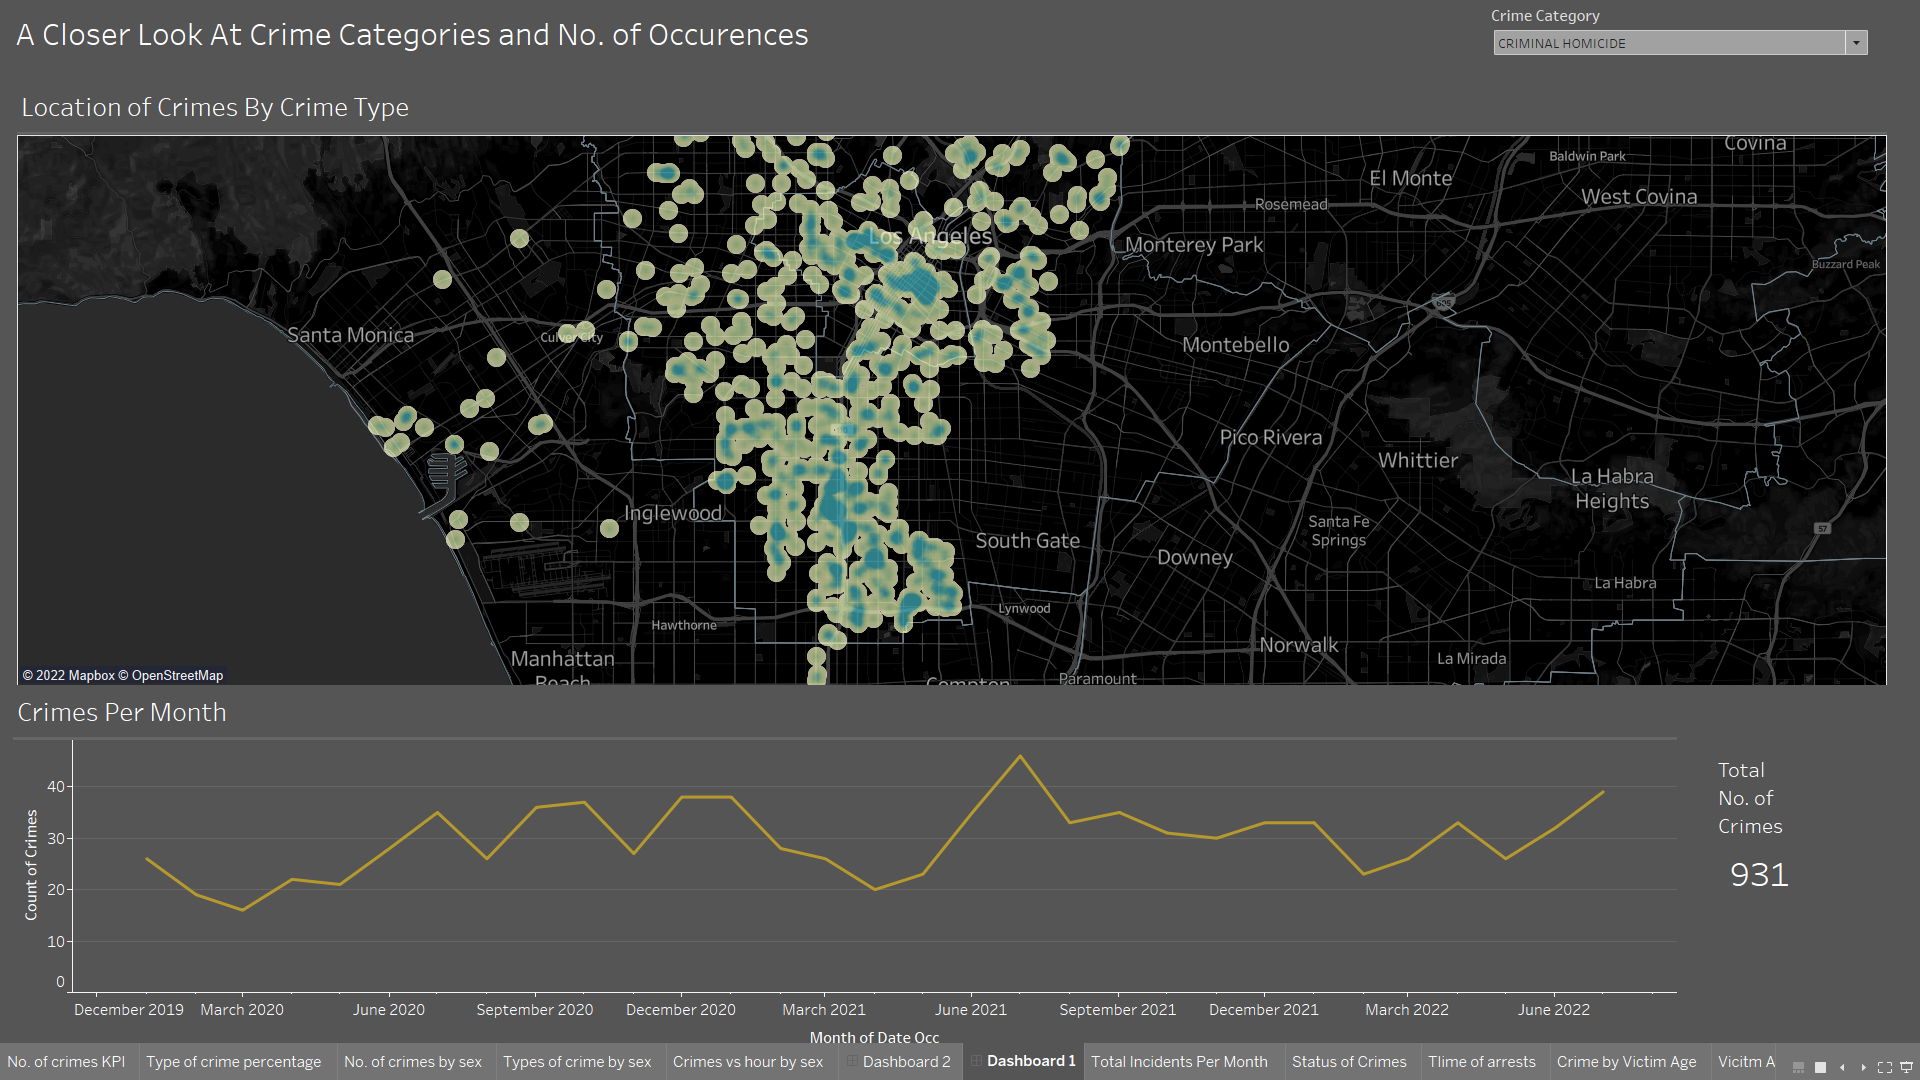 A Closer Look At Crime Categories and No. of Occurences
Crime Category
CRIMINAL HOMICIDE
Location of Crimes By Crime Type
Covina
Baldwin Park
El Monte
West Covina
Rosemead
Los Angeles
Monterey Park
Buzzard Peak
605
Santa Monica
Culver City
Montebello
Pico Rivera
Whittier
La Habra
Heights
Inglewood
Santa Fe
Springs
57
South Gate
Downey
La Habra
Lynwood
Hawthorne
Norwalk
Manhattan
Beach
La Mirada
Compton
Paramount
© 2022 Mapbox © OpenStreetMap
Crimes Per Month
Count of Crimes
40
30
20
10
0
December 2019 March 2020 June 2020 September 2020 December 2020 March 2021 June 2021 September 2021 December 2021 March 2022 June 2022
Month of Date Occ
Total
No. of
Crimes
931
No. of crimes KPI Type of crime percentage No. of crimes by sex Types of crime by sex Crimes vs hour by sex Dashboard 2 Dashboard 1 Total Incidents Per Month Status of Crimes TIime of arrests Crime by Victim Age Vicitm A